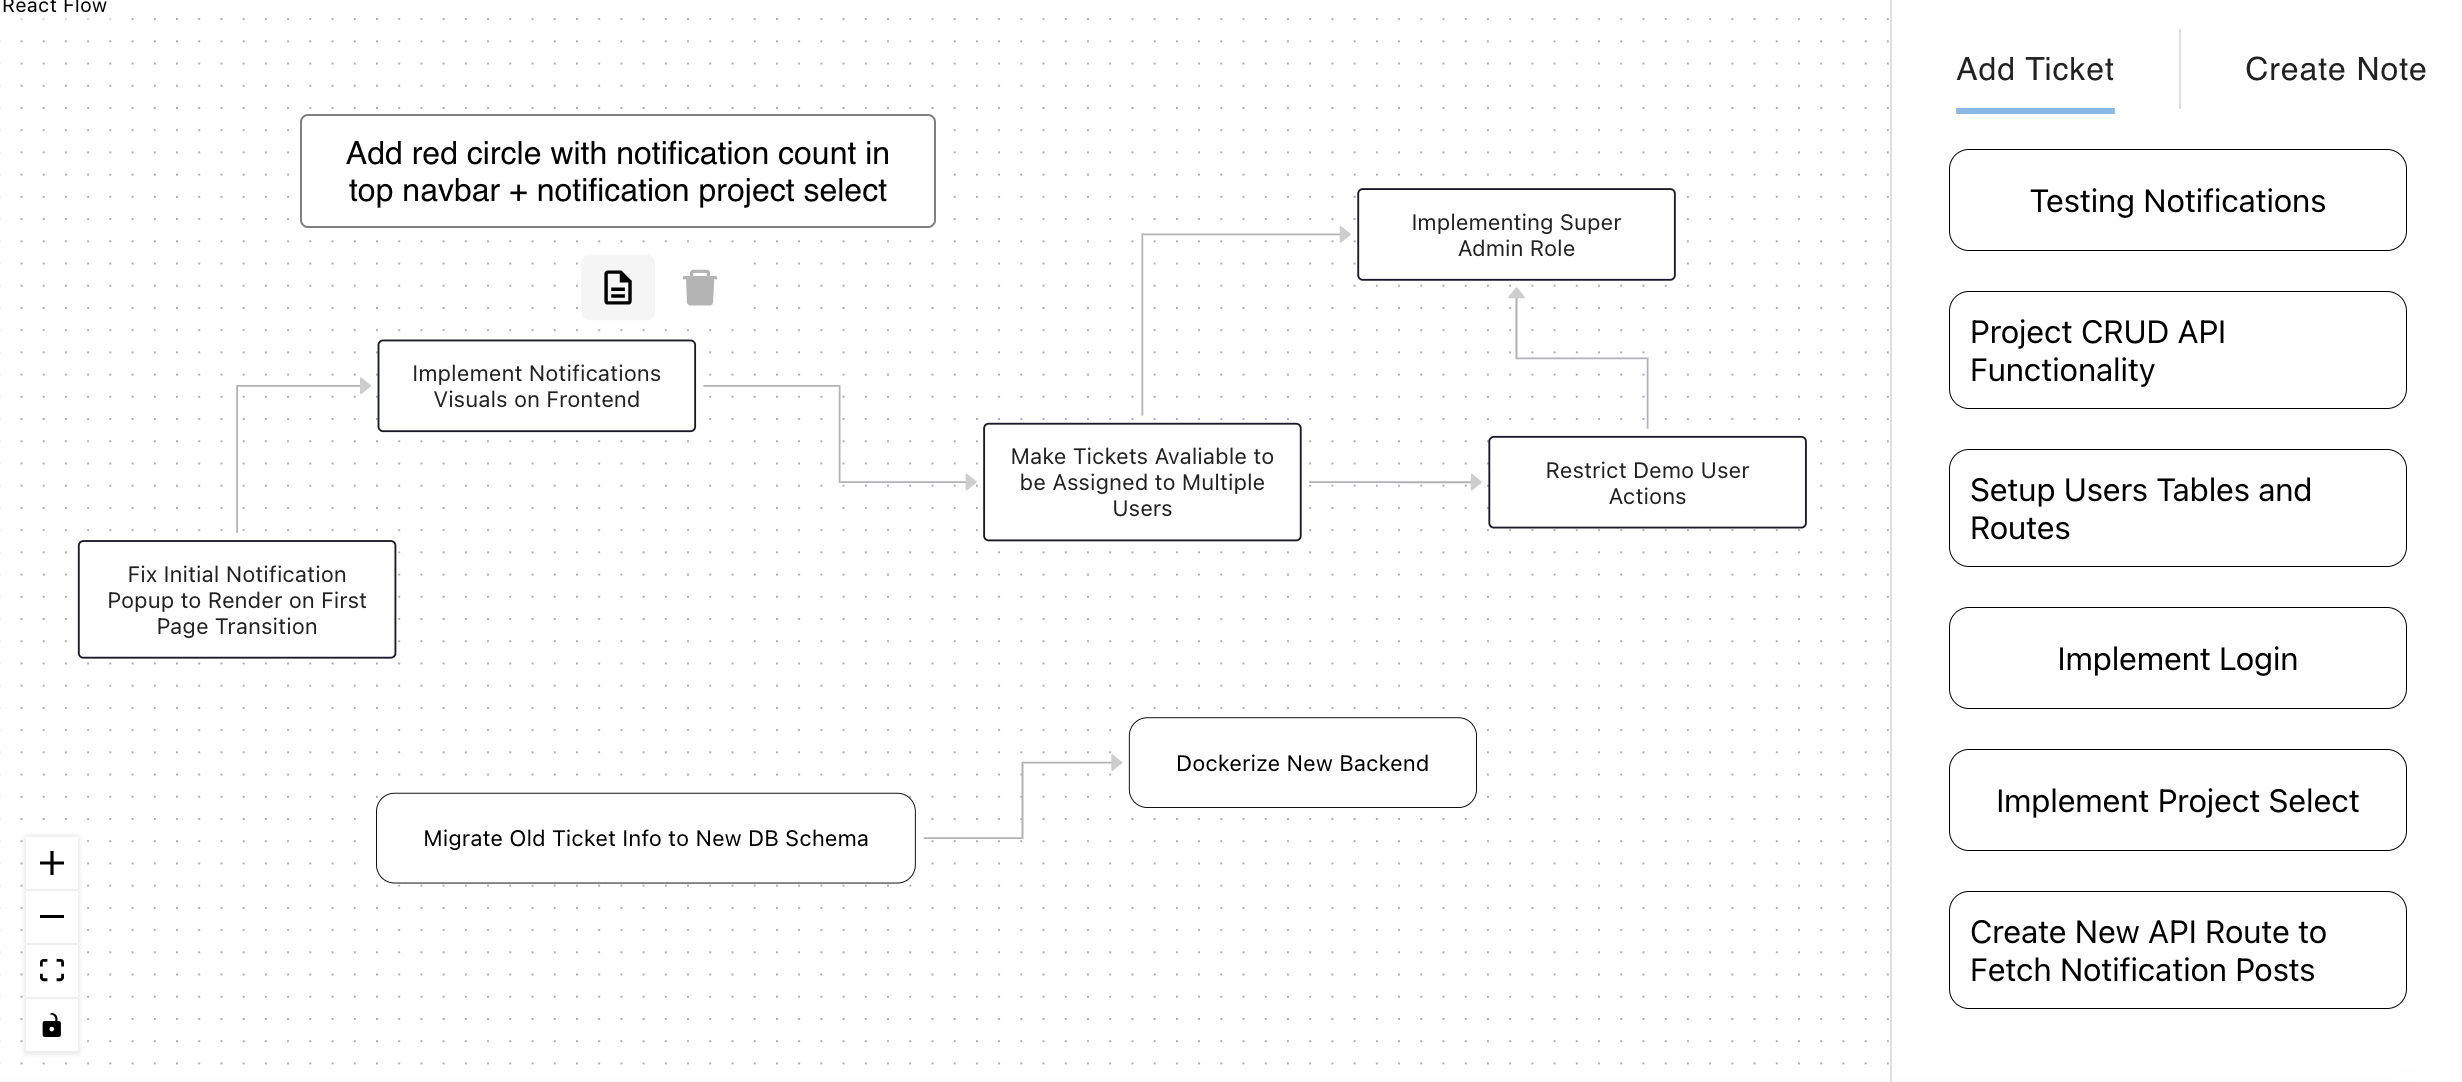 React Flow
Add red circle with notification count in
top navbar + notification project select
Implementing Super
Admin Role
Implement Notifications
Visuals on Frontend
Make Tickets Avaliable to
be Assigned to Multiple
Users
Restrict Demo User
Actions
Fix Initial Notification
Popup to Render on First
Page Transition
Dockerize New Backend
Migrate Old Ticket Info to New DB Schema
Add Ticket
Create Note
Testing Notifications
Project CRUD API
Functionality
Setup Users Tables and
Routes
Implement Login
Implement Project Select
Create New API Route to
Fetch Notification Posts